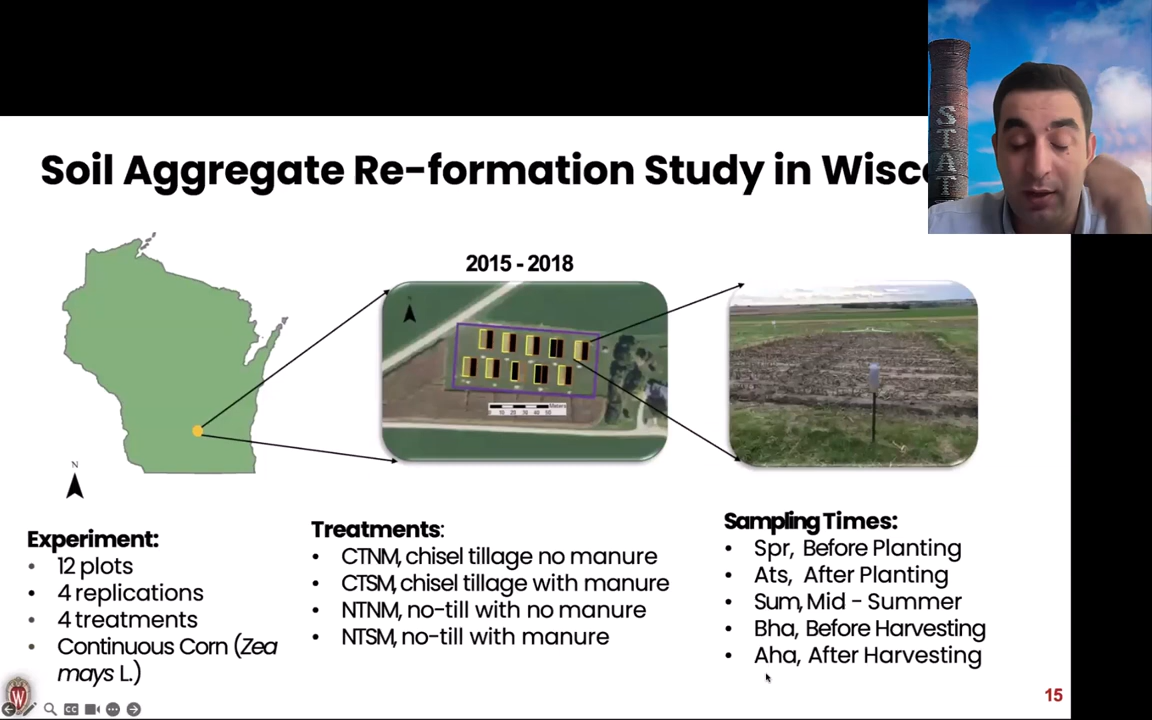 Soil Aggregate Re-formation Study in Wisc
STAT
2015 - 2018
N
Experiment:
• 12 plots
• 4 replications
• 4 treatments
• Continuous Corn (Zea
mays L.)
Treatments:
• CTNM, chisel tillage no manure
• CTSM, chisel tillage with manure
• NTNM, no-till with no manure
• NTSM, no-till with manure
Sampling Times:
• Spr, Before Planting
• Ats, After Planting
• Sum, Mid - Summer
• Bha, Before Harvesting
• Aha, After Harvesting
W
CC
15